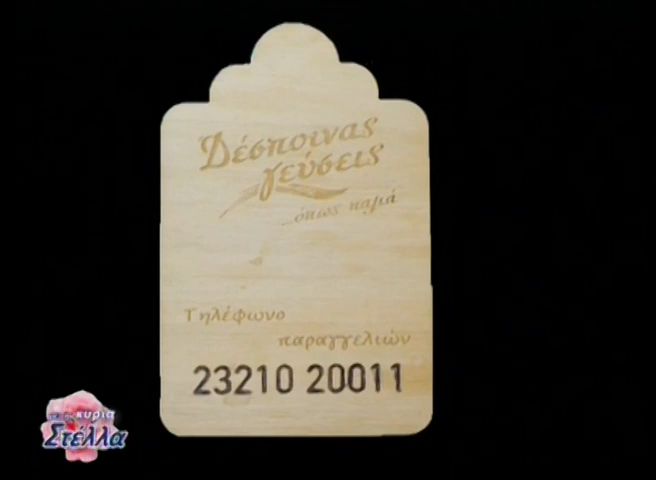 Δέσποινας
γεύσεις
...όπως παλιά
Τηλέφωνο
παραγγελιών
23210 20011
κυρία
Στέλλα